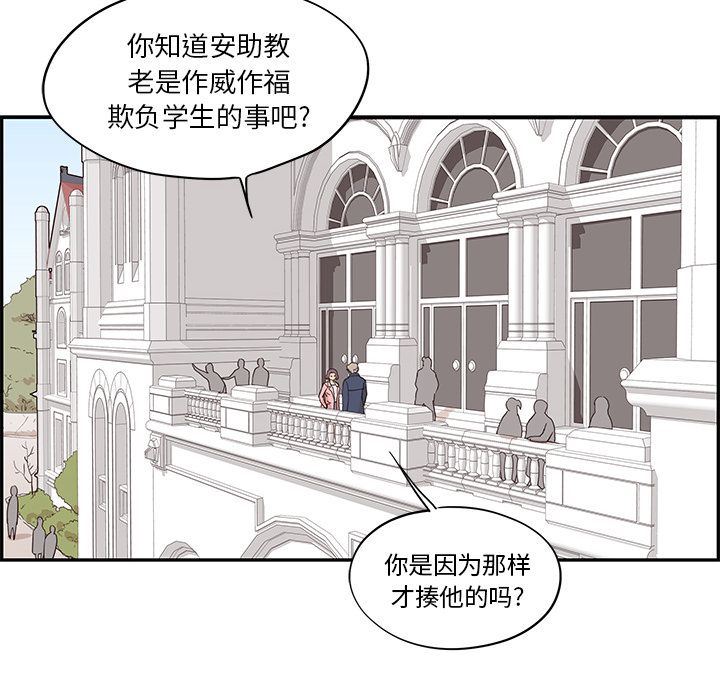 你知道安助教
老是作威作福
欺负学生的事吧?
你是因为那样
才揍他的吗?